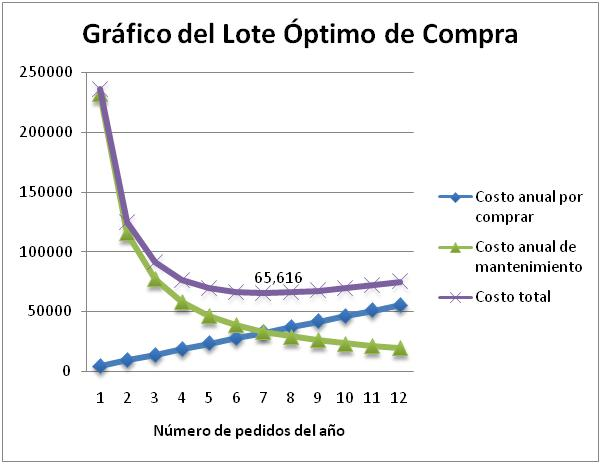 Gráfico del Lote Óptimo de Compra
250000
200000
150000
100000
50000
0
65,616
1 2 3 4 5 6 7 8 9 10 11 12
Número de pedidos del año
Costo anual por
comprar
Costo anual de
mantenimiento
Costo total